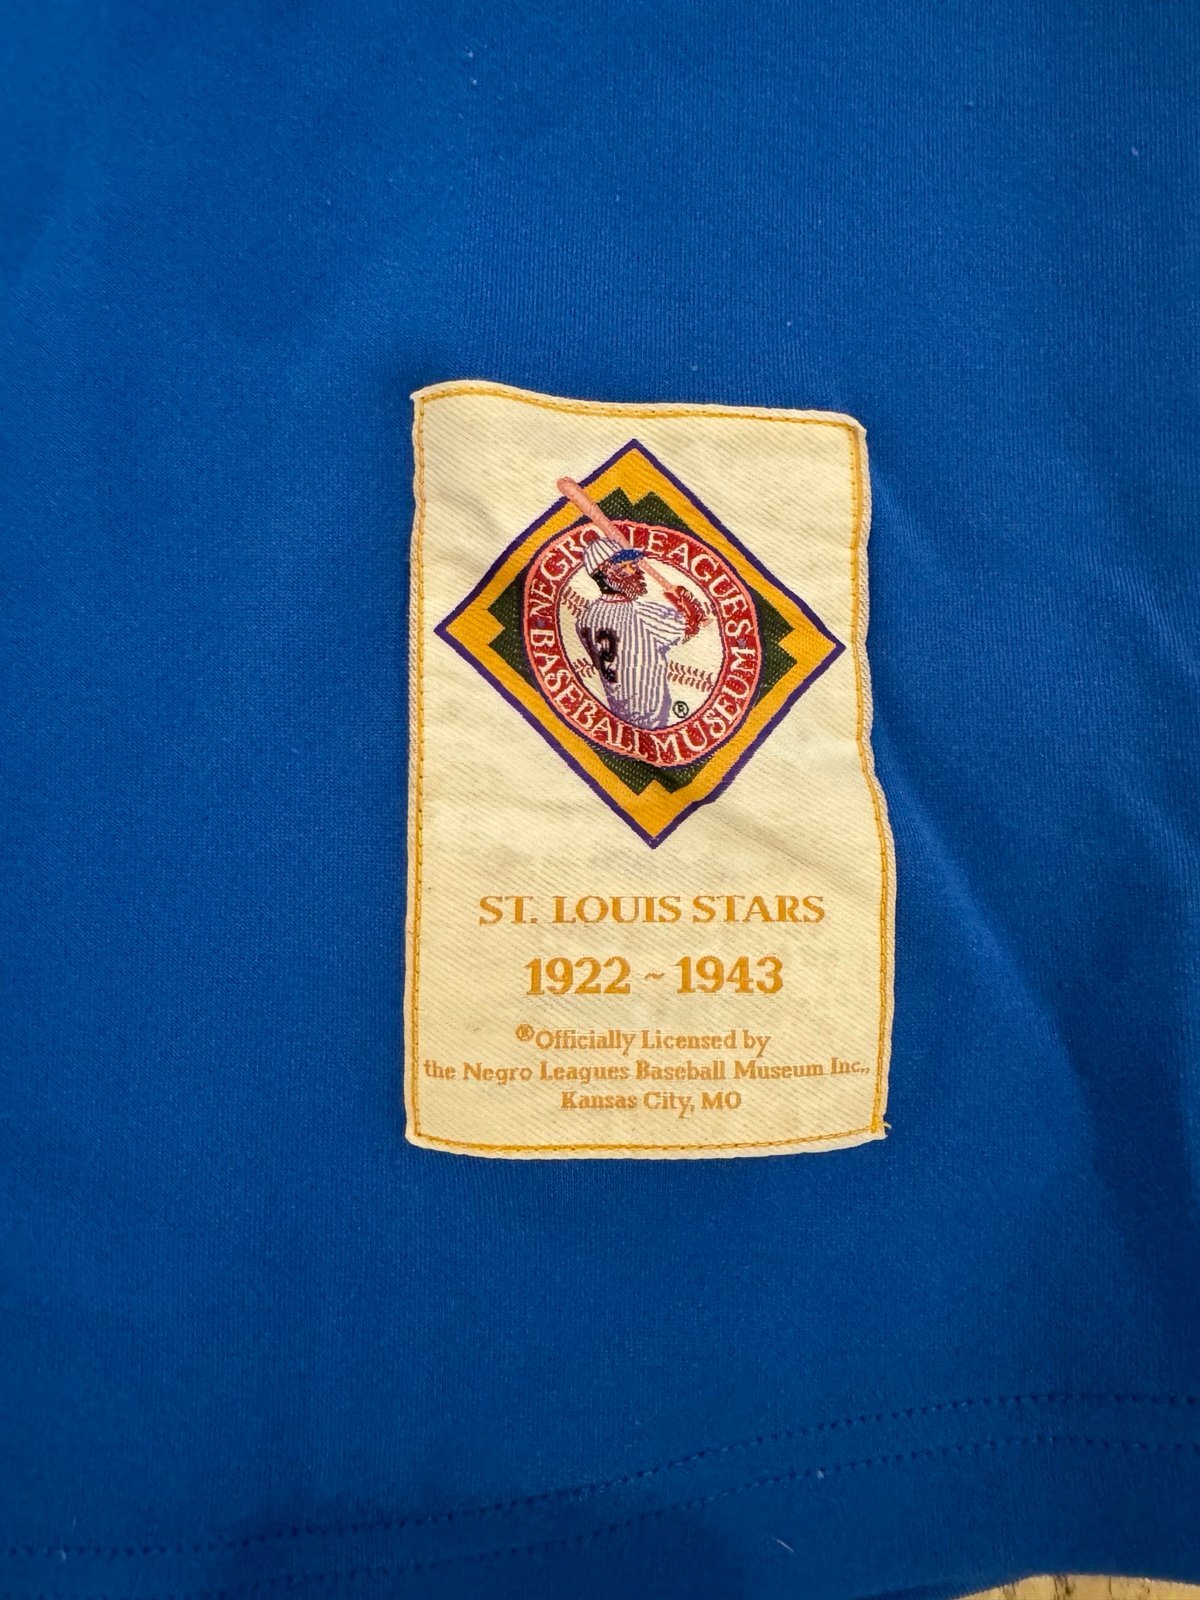 NEGRO LEAGUES
BASEBALL MUSEUM
12
®
ST. LOUIS STARS
1922 ~ 1943
®Officially Licensed by
the Negro Leagues Baseball Museum Inc.,
Kansas City, MO